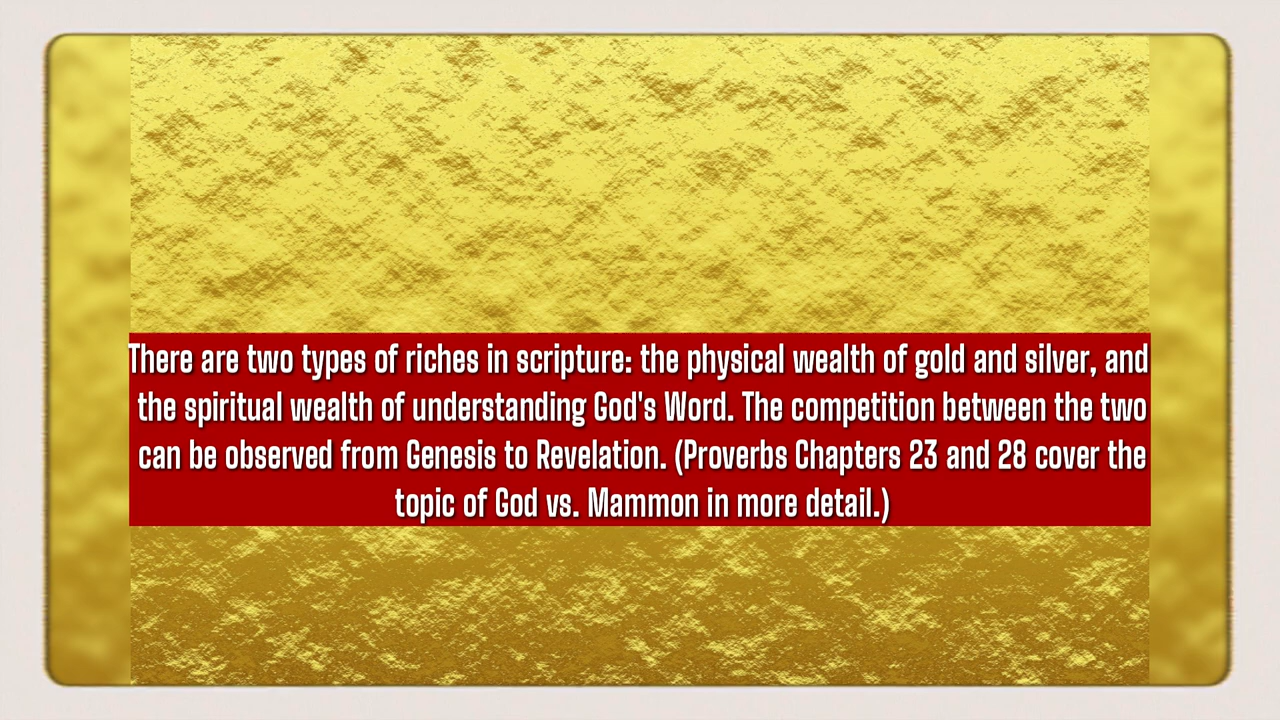 There are two types of riches in scripture: the physical wealth of gold and silver, and
the spiritual wealth of understanding God's Word. The competition between the two
can be observed from Genesis to Revelation. (Proverbs Chapters 23 and 28 cover the
topic of God vs. Mammon in more detail.)